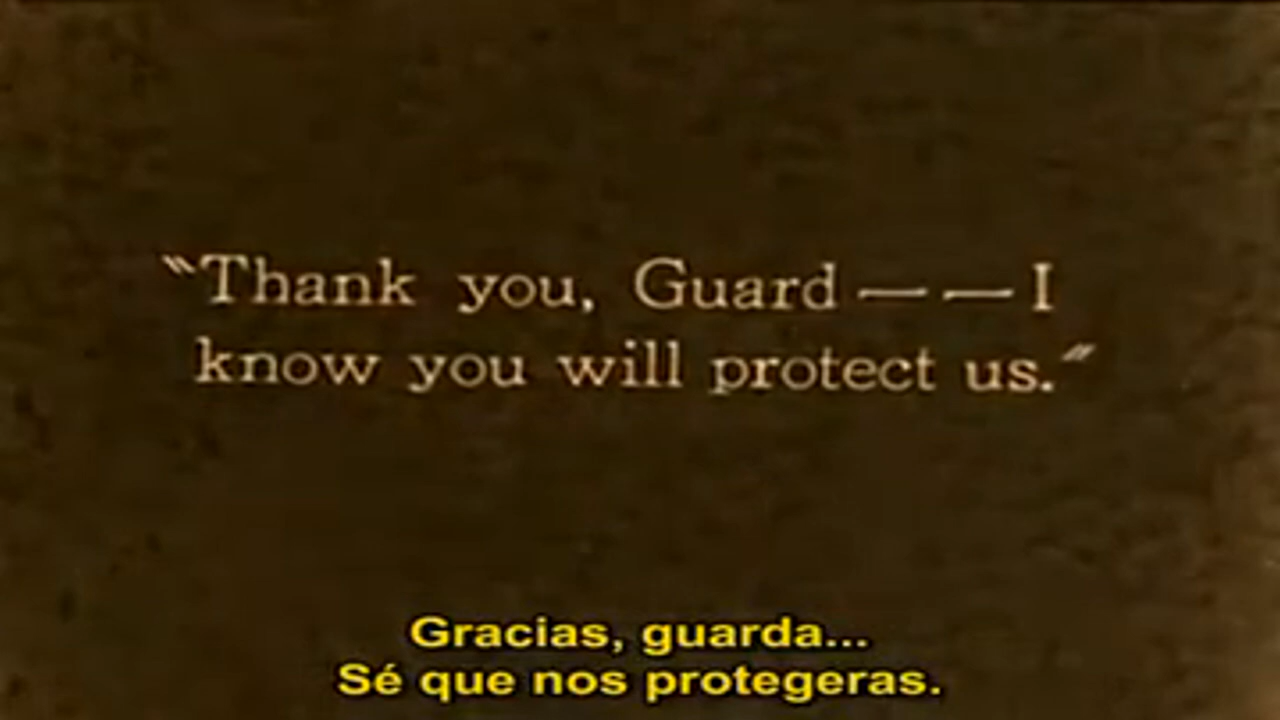 "Thank you, Guard — — I
know you will protect us."
Gracias, guarda...
Sé que nos protegeras.